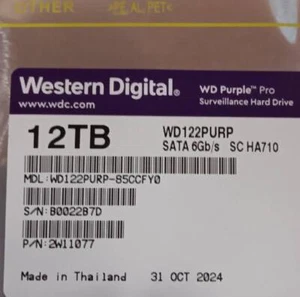 Western Digital.
www.wdc.com
WD Purple™ Pro
Surveillance Hard Drive
12TB
WD122PURP
SATA 6Gb/s SC HA710
MDL:WD122PURP-85CCFY0
S/N:B002287D
P/N:2W11077
Made in Thailand 31 OCT 2024